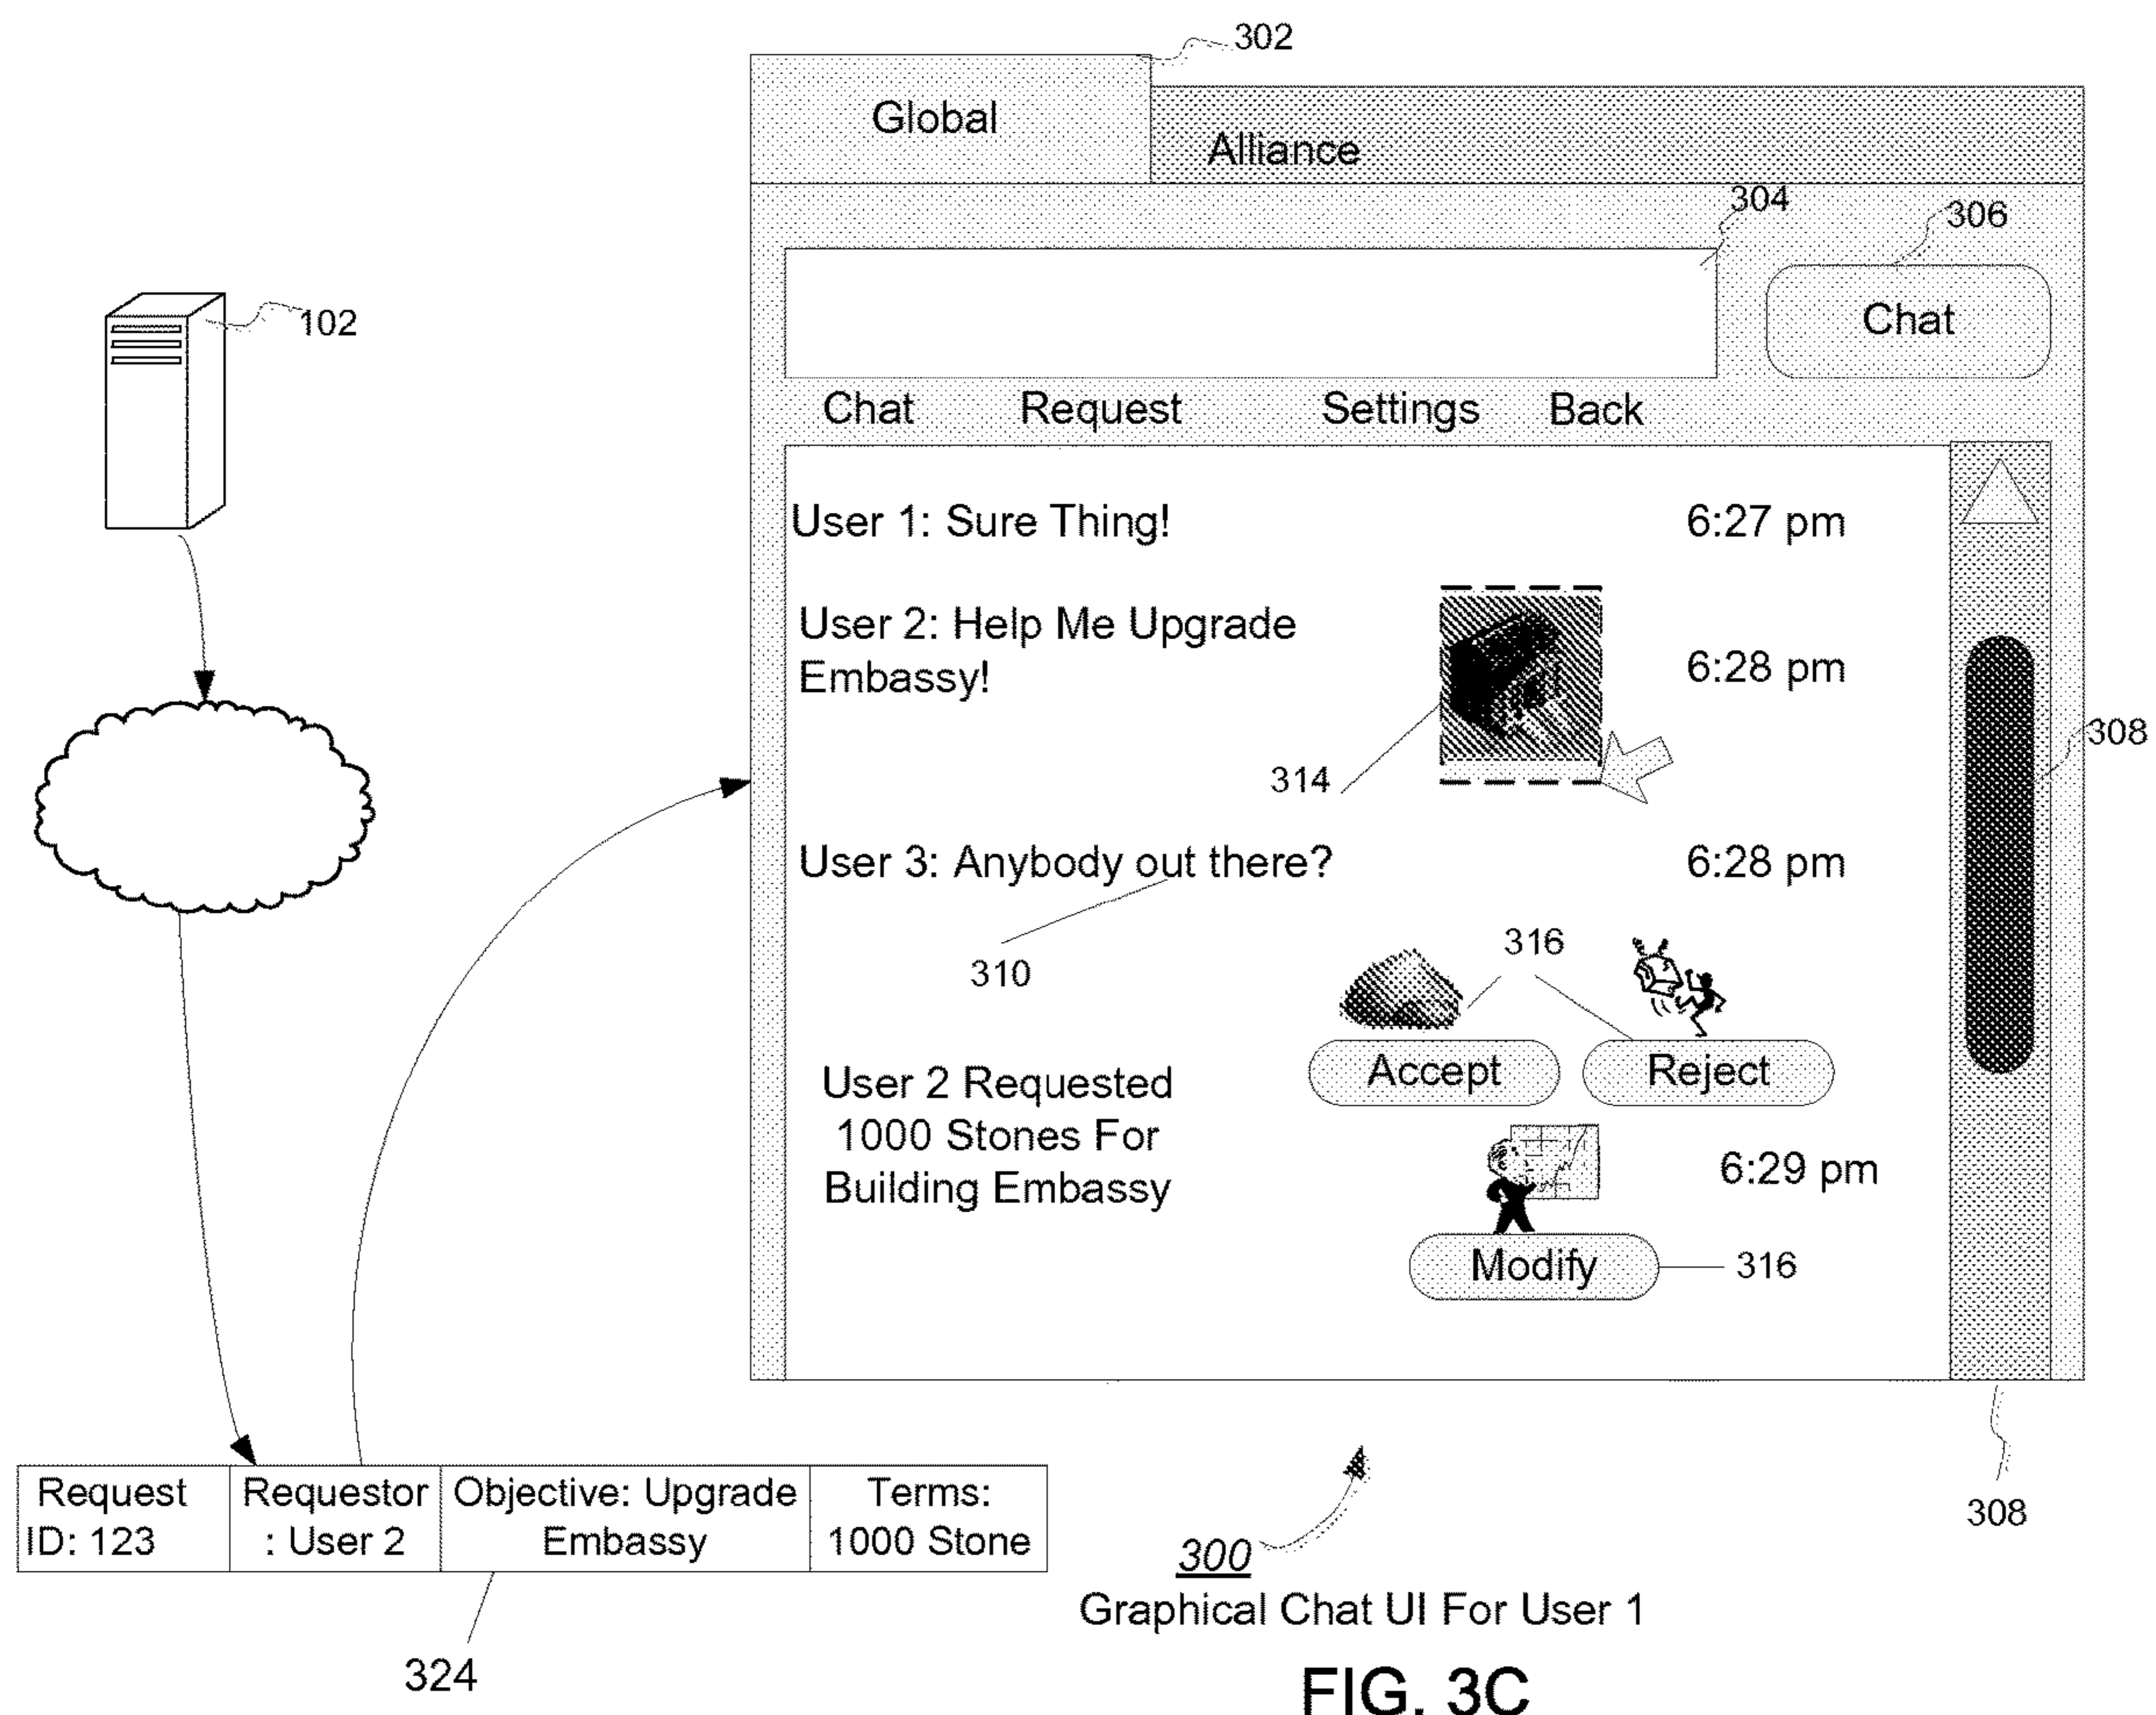 302
Global
Alliance
304
306
102
Chat
Chat Request Settings Back
User 1: Sure Thing! 6:27 pm
User 2: Help Me Upgrade
Embassy!
6:28 pm
308
314
User 3: Anybody out there? 6:28 pm
316
310
Accept Reject
User 2 Requested
1000 Stones For
Building Embassy
6:29 pm
Modify
316
Request
ID: 123
Requestor
: User 2
Objective: Upgrade
Embassy
Terms:
1000 Stone
308
300
Graphical Chat UI For User 1
324
FIG. 3C